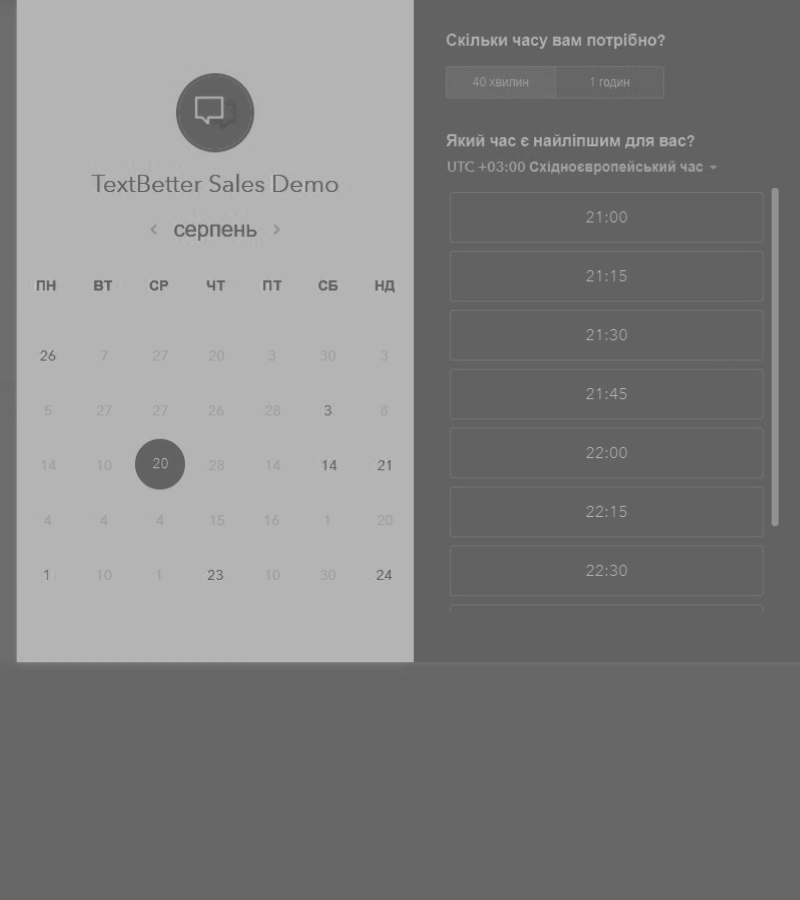 TextBetter Sales Demo
серпень
ПН ВТ СР ЧТ ПТ СБ НД
26 7 27 20 3 30 3
5 27 27 26 28 3 8
14 10 20 28 14 14 21
4 4 4 15 16 1 20
1 10 1 23 10 30 24
Скільки часу вам потрібно?
40 хвилин 1 годин
Який час є найліпшим для вас?
UTC +03:00 Східноєвропейський час
21:00
21:15
21:30
21:45
22:00
22:15
22:30